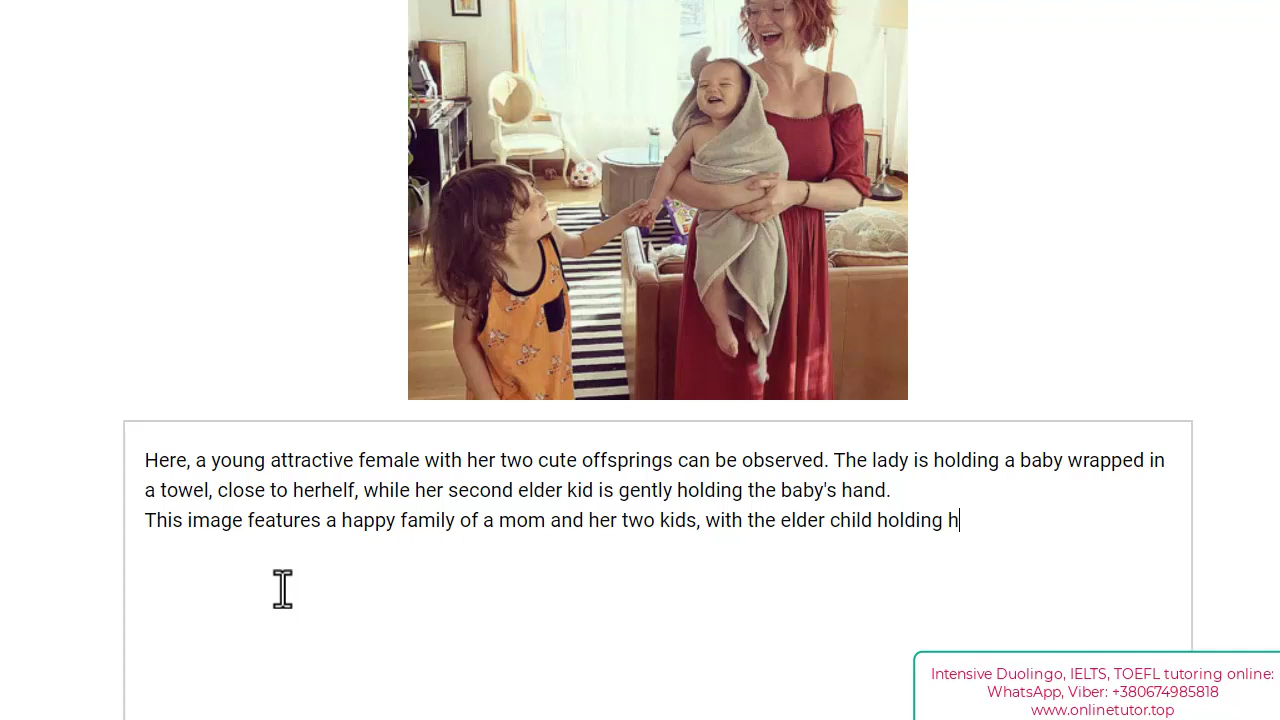 Here, a young attractive female with her two cute offsprings can be observed. The lady is holding a baby wrapped in
a towel, close to herhelf, while her second elder kid is gently holding the baby's hand.
This image features a happy family of a mom and her two kids, with the elder child holding h
Intensive Duolingo, IELTS, TOEFL tutoring online:
WhatsApp, Viber: +380674985818
www.onlinetutor.top